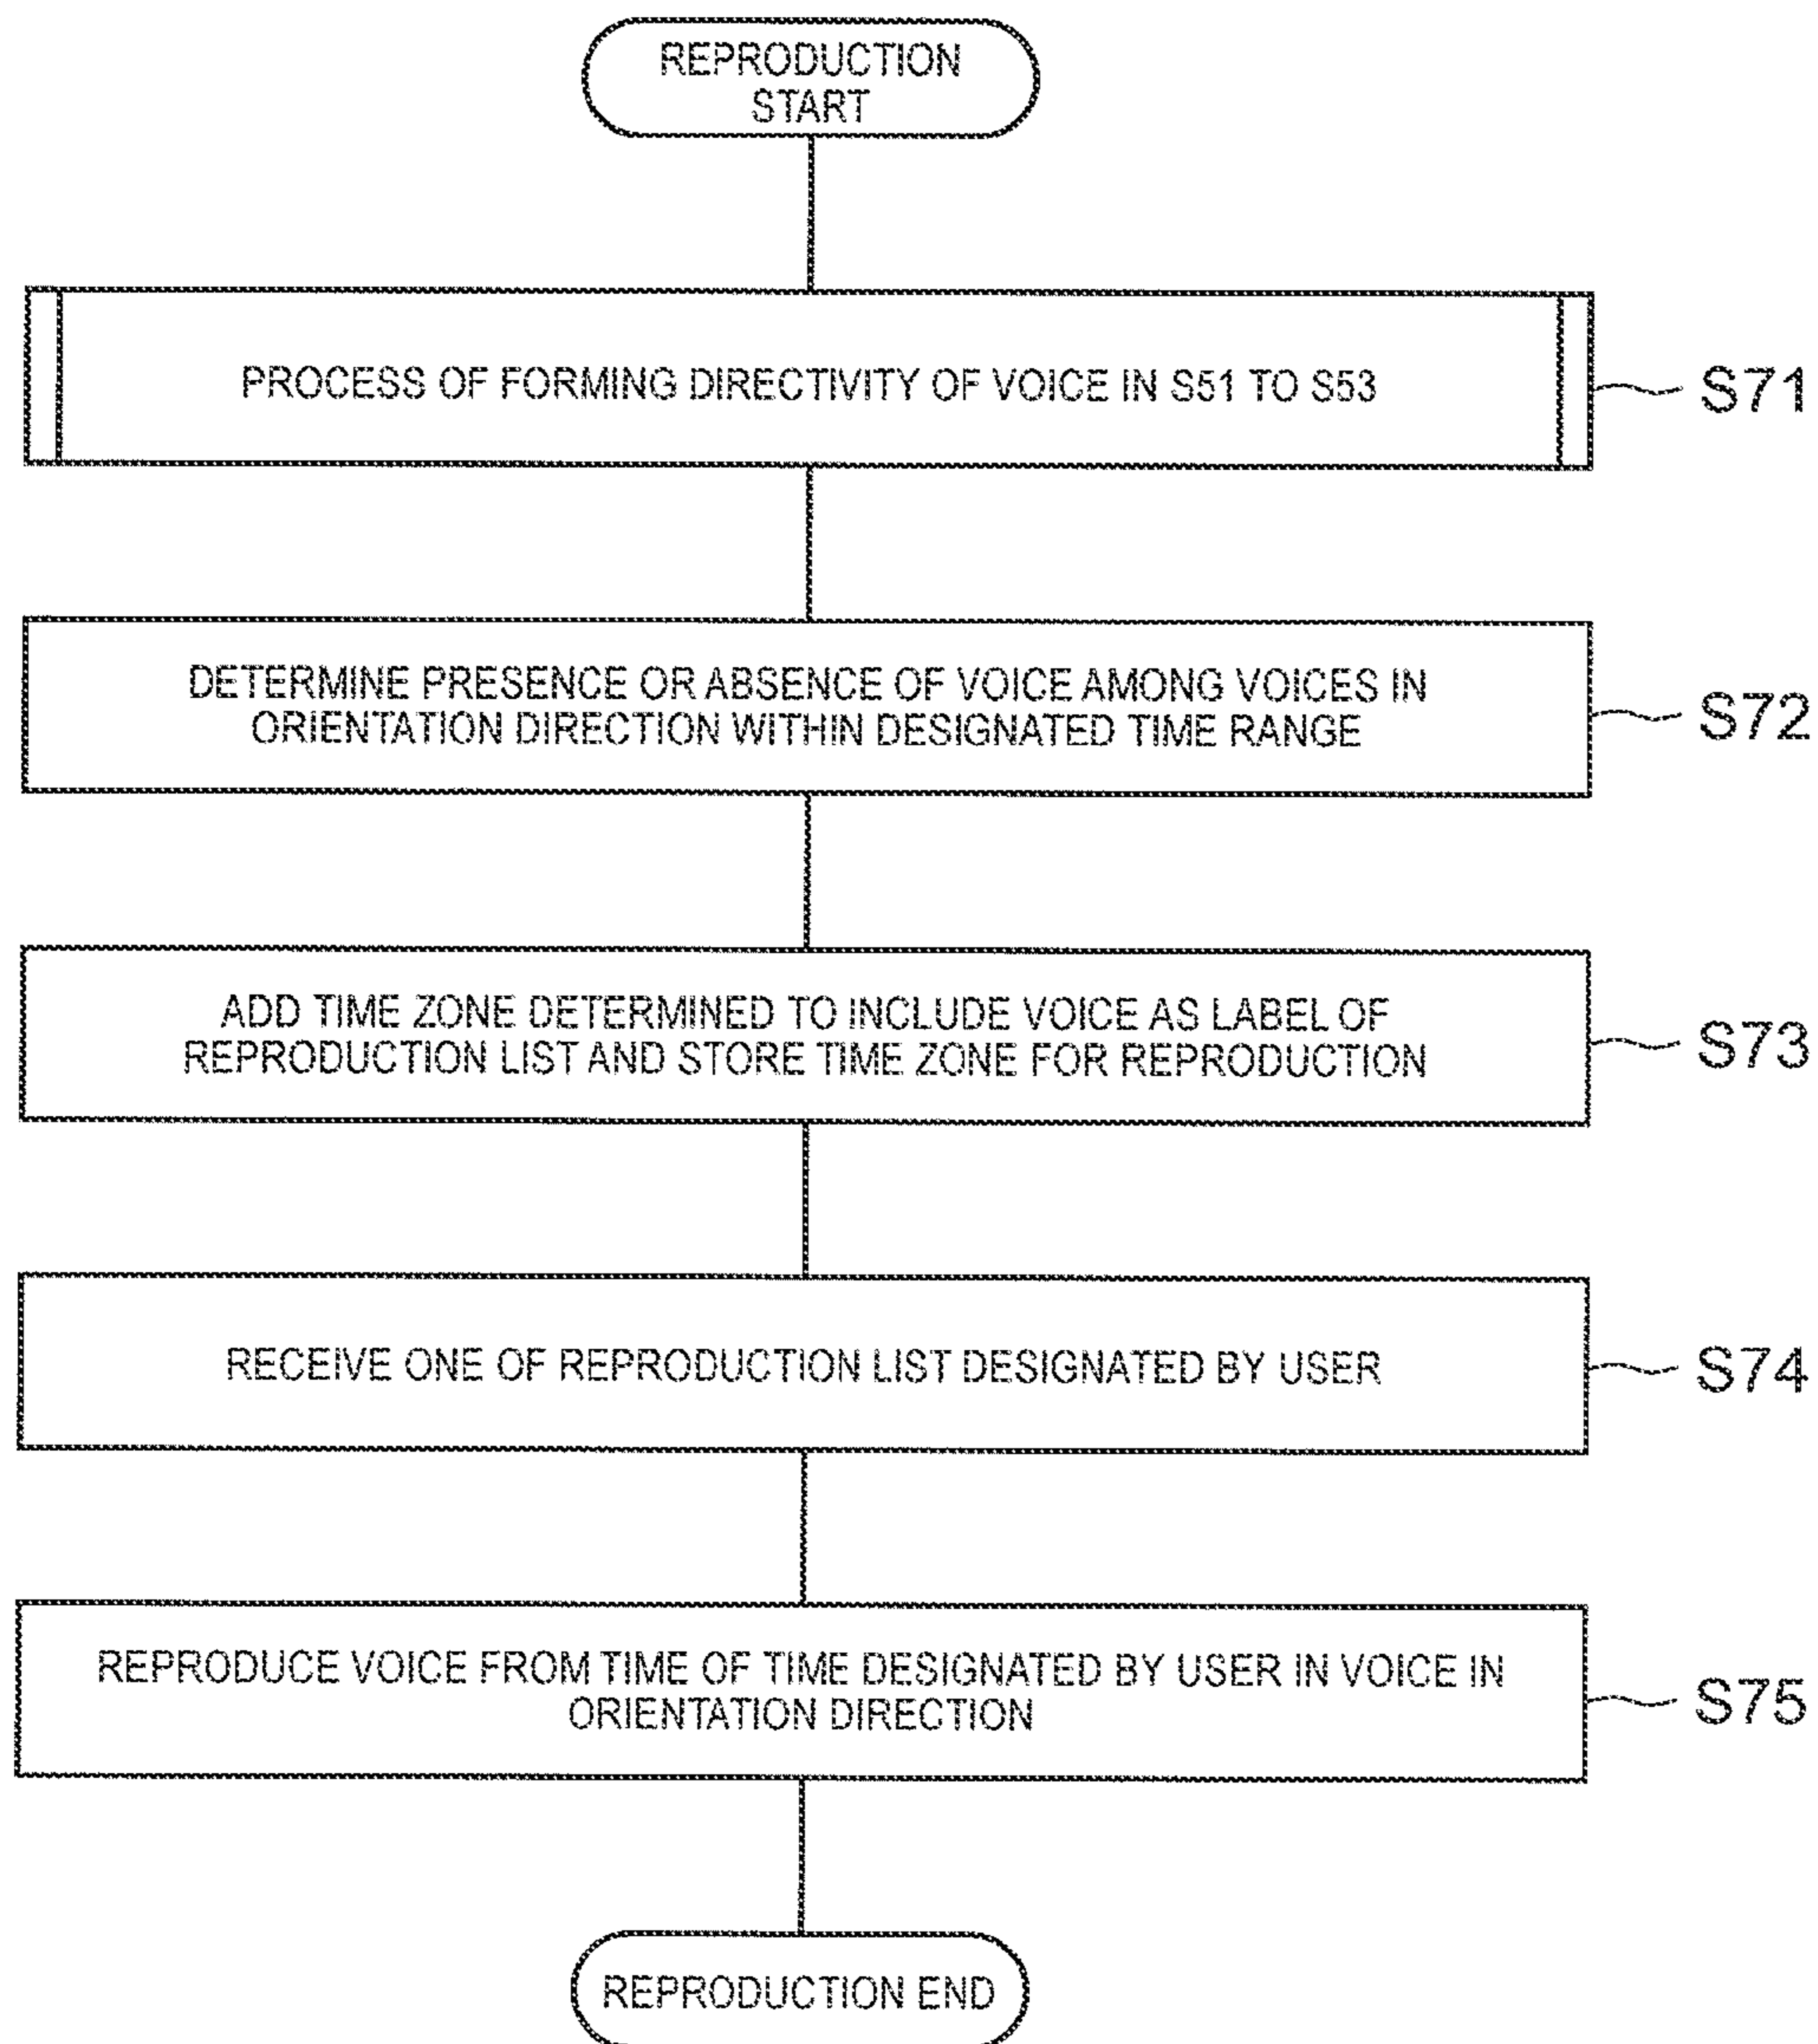 REPRODUCTION
START
PROCESS OF FORMING DIRECTIVITY OF VOICE IN S51 TO S53
S71
DETERMINE PRESENCE OR ABSENCE OF VOICE AMONG VOICES IN
ORIENTATION DIRECTION WITHIN DESIGNATED TIME RANGE
S72
ADD TIME ZONE DETERMINED TO INCLUDE VOICE AS LABEL OF
REPRODUCTION LIST AND STORE TIME ZONE FOR REPRODUCTION
S73
RECEIVE ONE OF REPRODUCTION LIST DESIGNATED BY USER
S74
REPRODUCE VOICE FROM TIME OF TIME DESIGNATED BY USER IN VOICE IN
ORIENTATION DIRECTION
S75
REPRODUCTION END